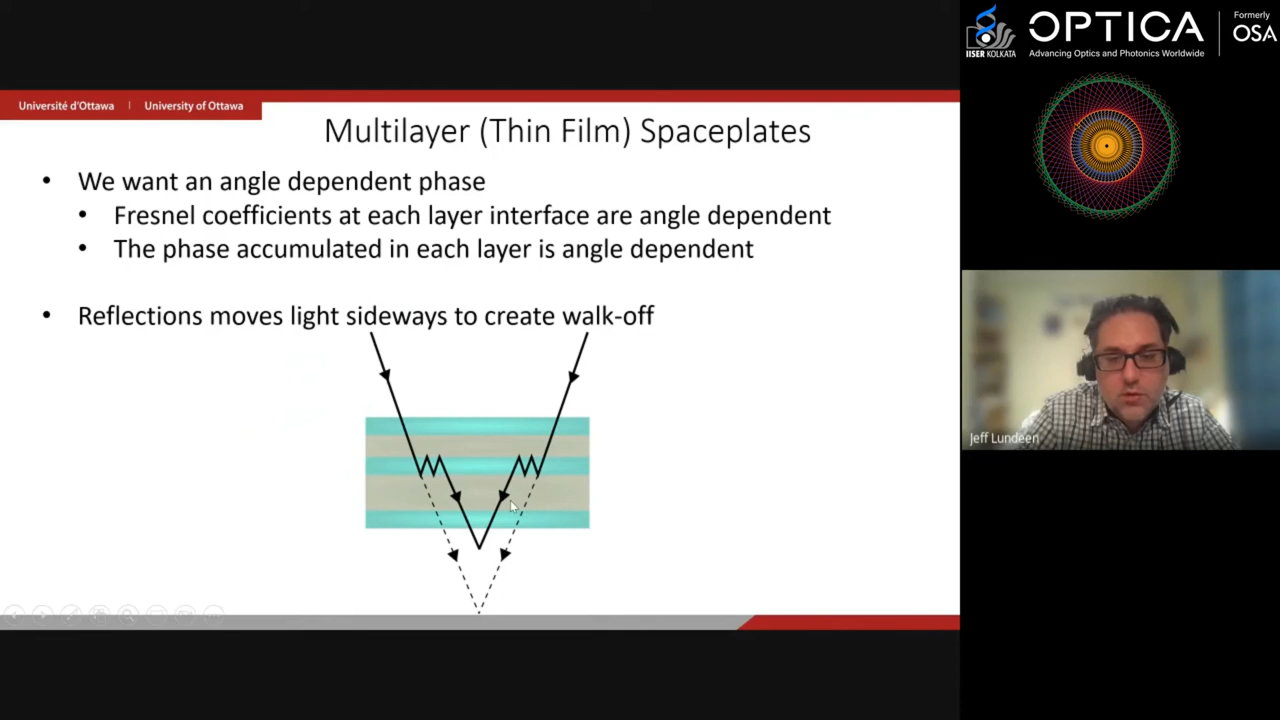 Université d'Ottawa | University of Ottawa
Multilayer (Thin Film) Spaceplates
• We want an angle dependent phase
• Fresnel coefficients at each layer interface are angle dependent
• The phase accumulated in each layer is angle dependent
• Reflections moves light sideways to create walk-off
IISER KOLKATA
OPTICA
Advancing Optics and Photonics Worldwide
Formerly
OSA
Jeff Lundeen